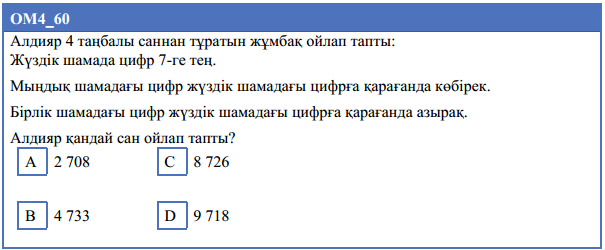 OM4_60
Алдияр 4 таңбалы саннан тұратын жұмбақ ойлап тапты:
Жүздік шамада цифр 7-ге тең.
Мыңдық шамадағы цифр жүздік шамадағы цифрға қарағанда көбірек.
Бірлік шамадағы цифр жүздік шамадағы цифрға қарағанда азырақ.
Алдияр қандай сан ойлап тапты?
A 2 708 C 8 726
B 4 733 D 9 718